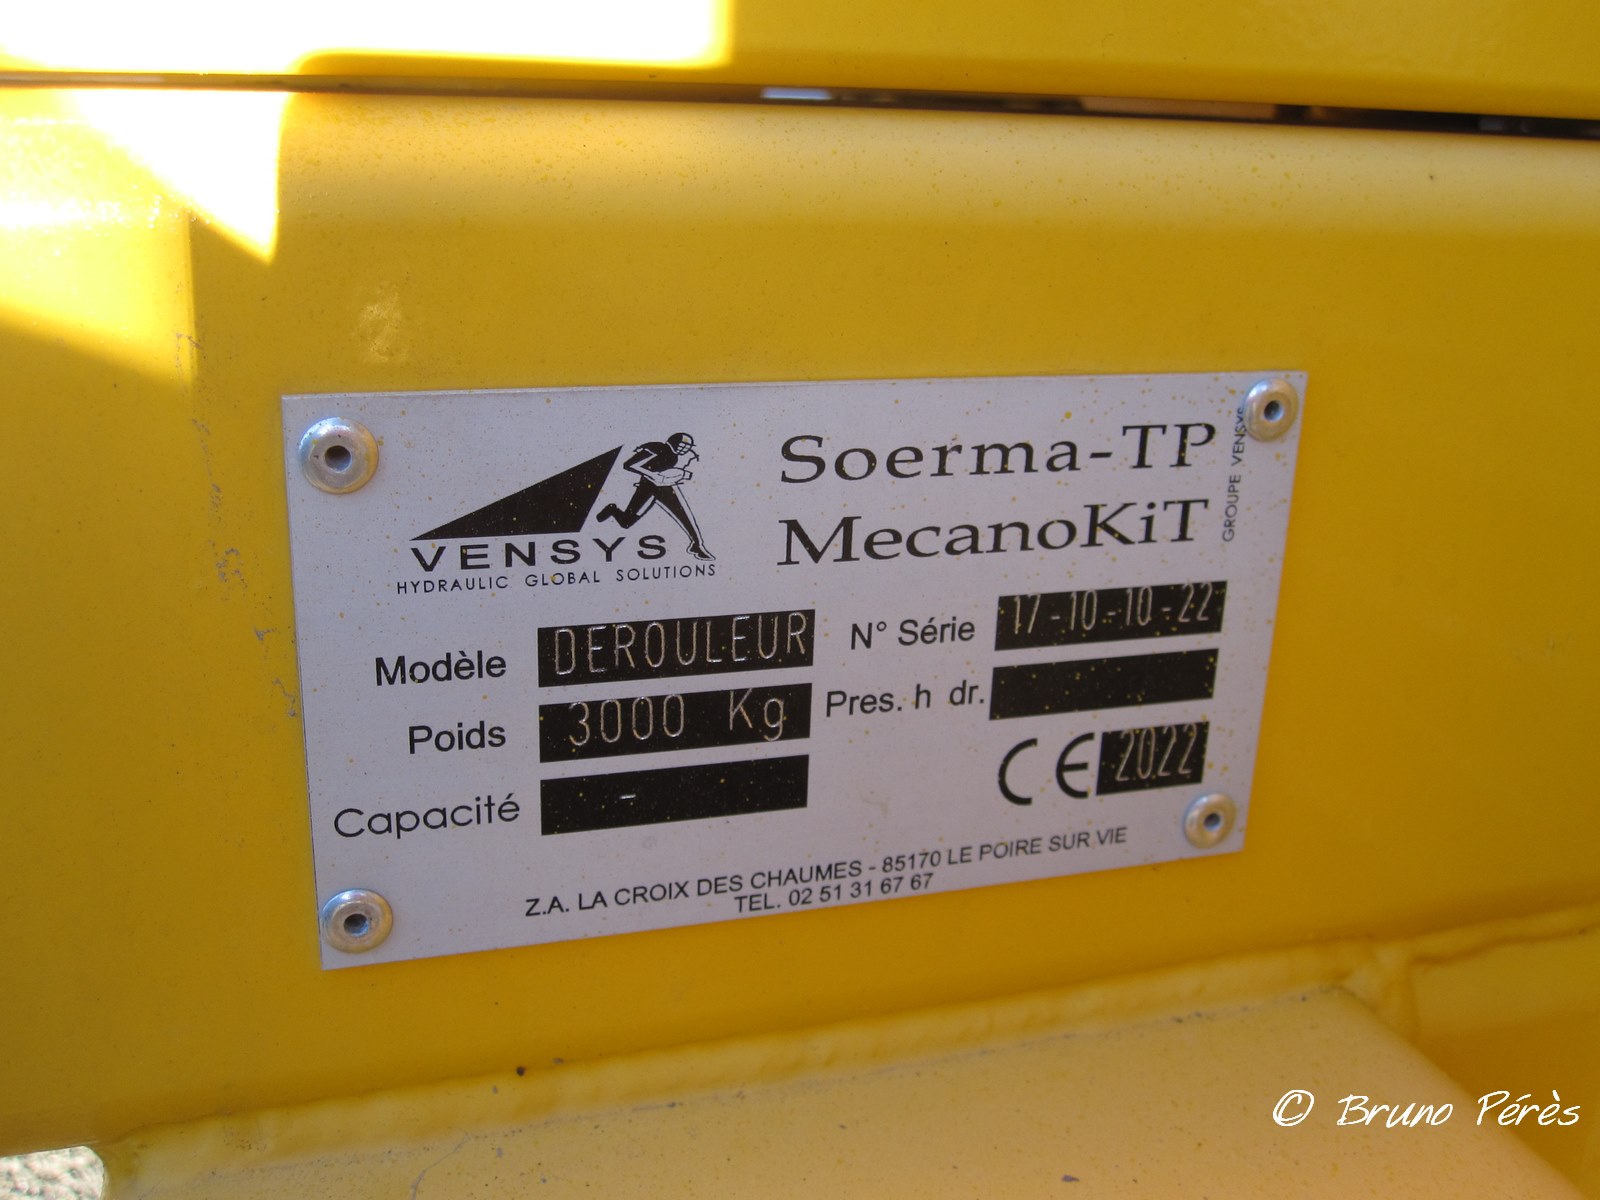 VENSYS
HYDRAULIC GLOBAL SOLUTIONS
Soerma-TP
MecanoKiT
GROUPE VENSYS
Modèle DEROULEUR
N° Série 17-10-10-22
Poids 3000 Kg
Pres. h dr.
Capacité -
CE 2022
Z.A. LA CROIX DES CHAUMES - 85170 LE POIRE SUR VIE
TEL. 02 51 31 67 67
© Bruno Pérès